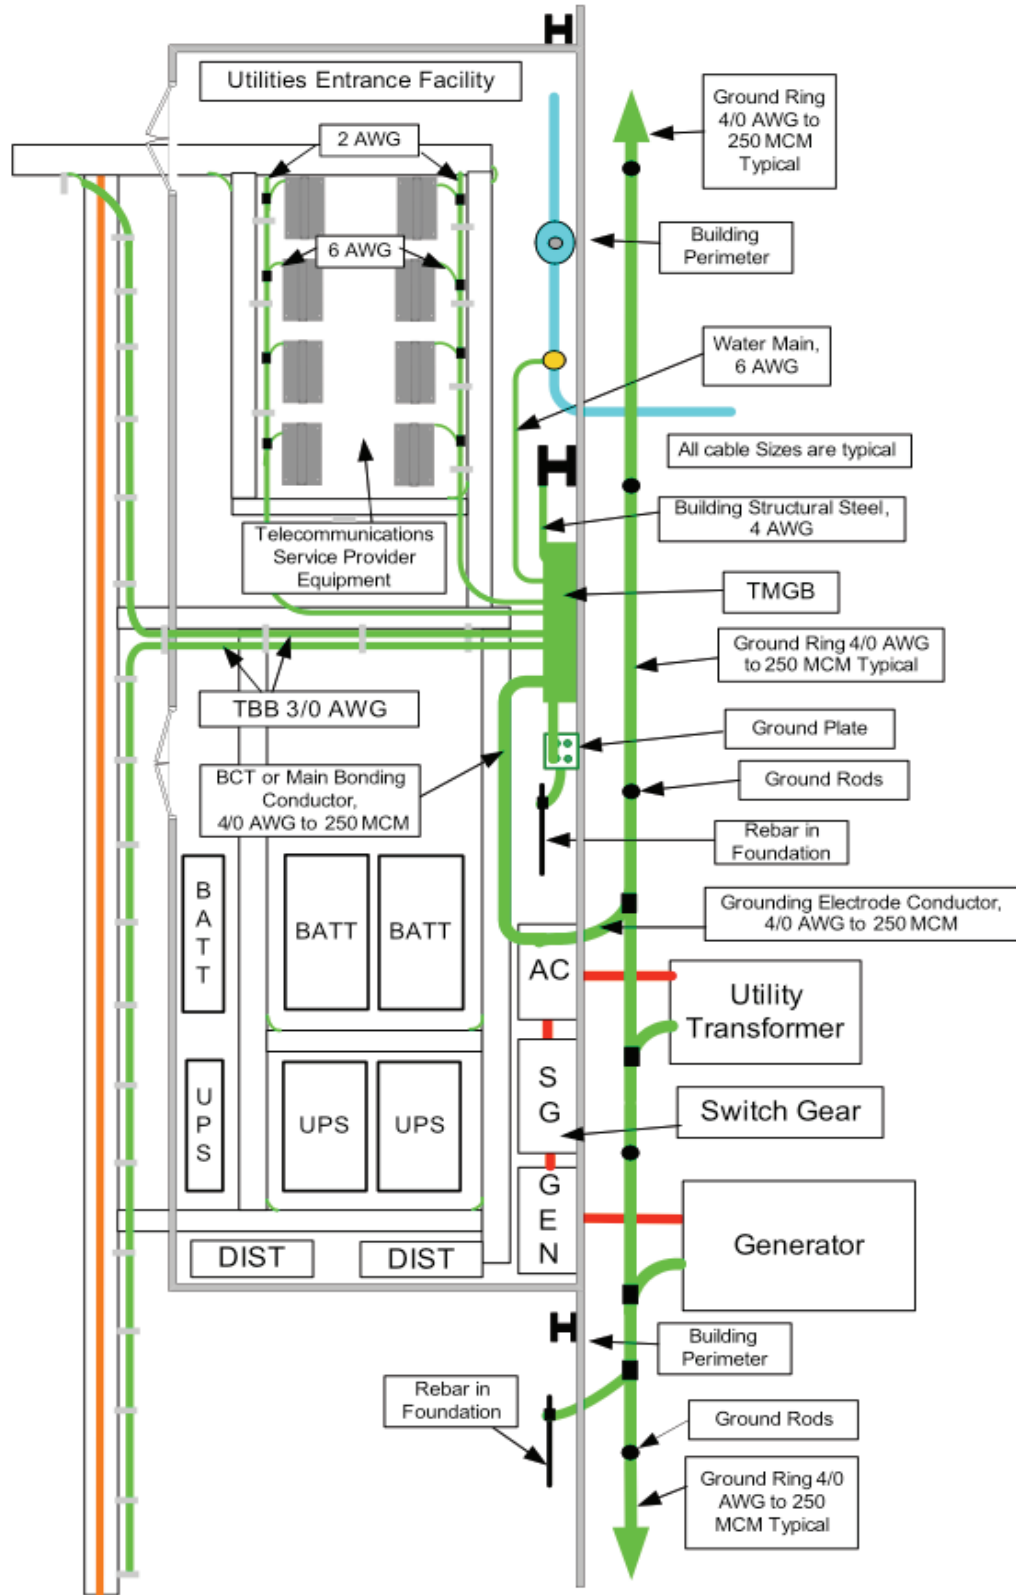 Utilities Entrance Facility
Ground Ring
4/0 AWG to
250 MCM
Typical
2 AWG
Building
Perimeter
6 AWG
Water Main,
6 AWG
All cable Sizes are typical
Building Structural Steel,
4 AWG
Telecommunications
Service Provider
Equipment
TMGB
Ground Ring 4/0 AWG
to 250 MCM Typical
TBB 3/0 AWG
Ground Plate
BCT or Main Bonding
Conductor,
4/0 AWG to 250 MCM
Ground Rods
Rebar in
Foundation
BATT
BATT
BATT
Grounding Electrode Conductor,
4/0 AWG to 250 MCM
AC
Utility
Transformer
UPS
UPS
UPS
SG
Switch Gear
GEN
Generator
DIST
DIST
Building
Perimeter
Rebar in
Foundation
Ground Rods
Ground Ring 4/0
AWG to 250
MCM Typical